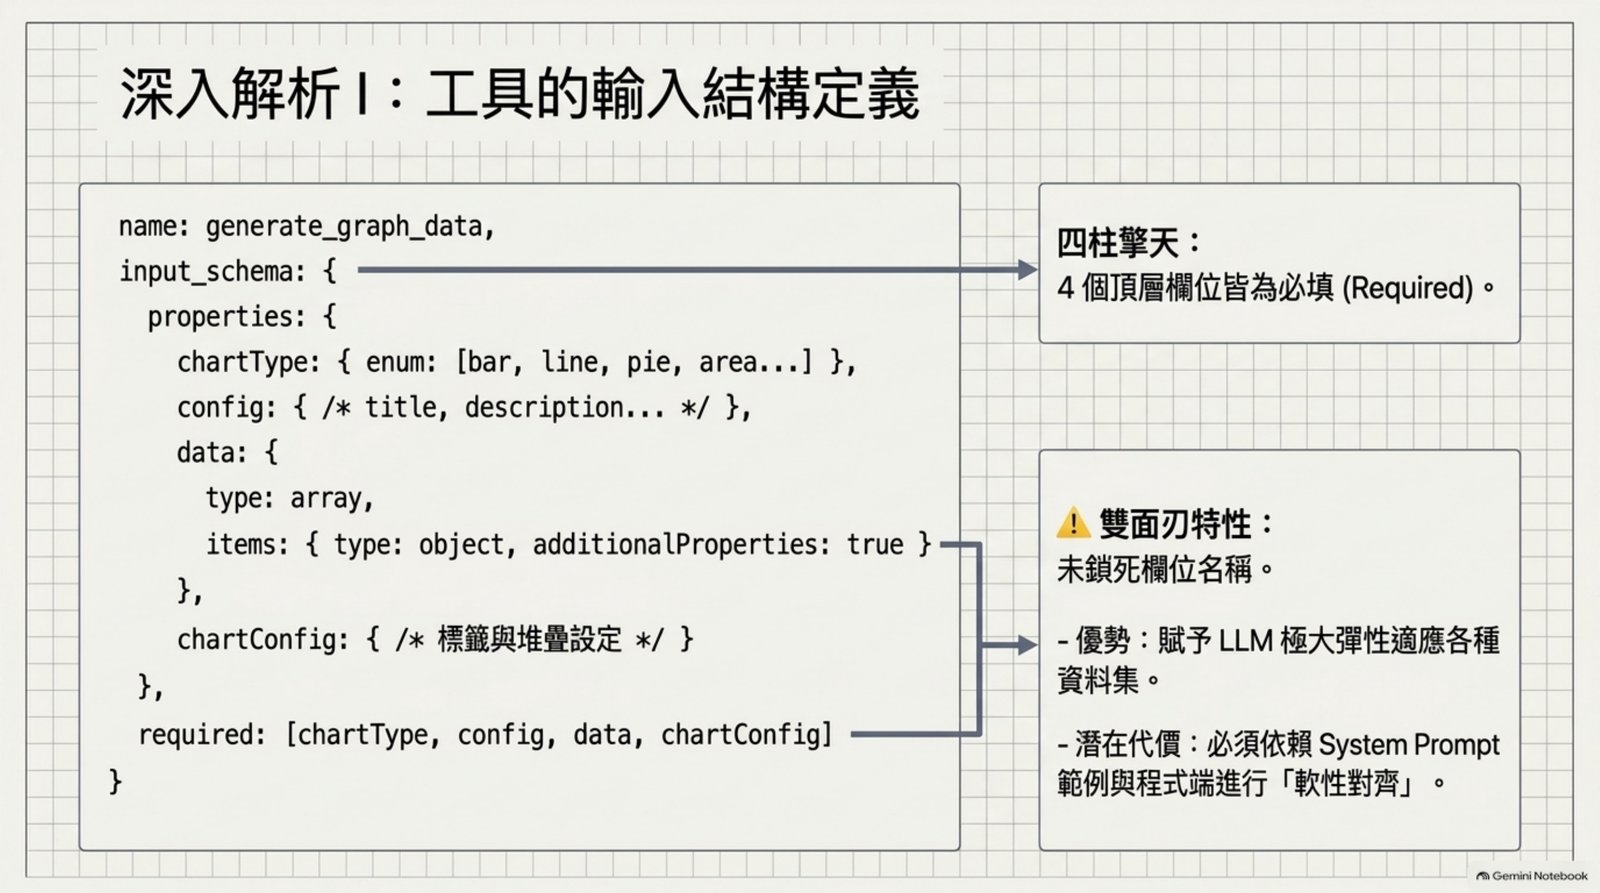 深入解析 I：工具的輸入結構定義
name: generate_graph_data,
input_schema: {
properties: {
chartType: { enum: [bar, line, pie, area...] },
config: { /* title, description... */ },
data: {
type: array,
items: { type: object, additionalProperties: true }
},
chartConfig: { /* 標籤與堆疊設定 */ }
},
required: [chartType, config, data, chartConfig]
}
四柱擎天：
4 個頂層欄位皆為必填 (Required)。
⚠️ 雙面刃特性：
未鎖死欄位名稱。
- 優勢：賦予 LLM 極大彈性適應各種
資料集。
- 潛在代價：必須依賴 System Prompt
範例與程式端進行「軟性對齊」。
Gemini Notebook